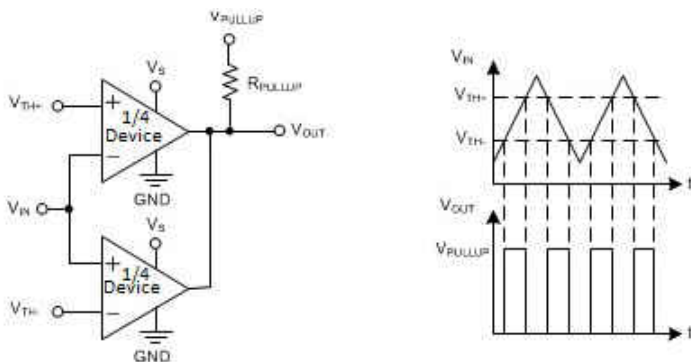 VPULLUP
VS
RPULLUP
VTH+
+
1/4
Device
−
VOUT
GND
VIN
VS
+
1/4
Device
VTH-
−
GND
VIN
VTH+
VTH-
t
VOUT
VPULLUP
t